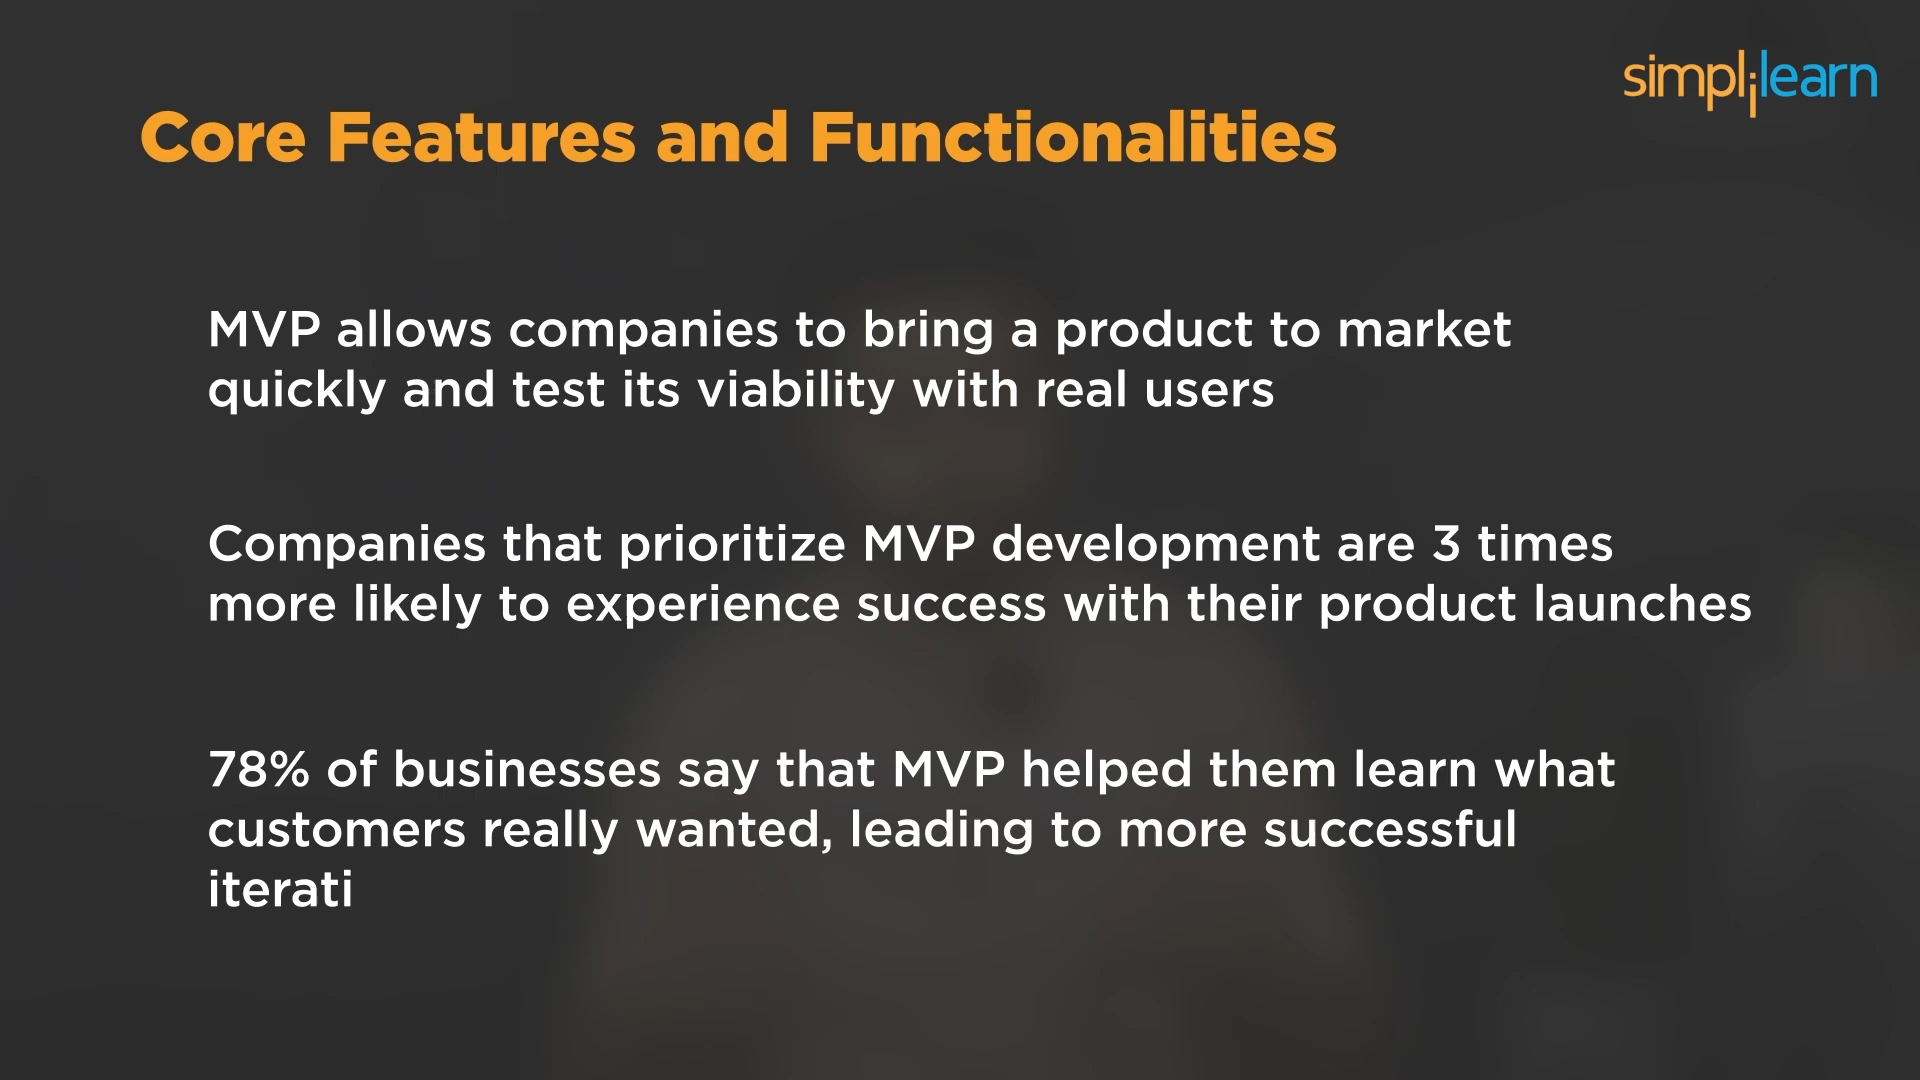 simplilearn
Core Features and Functionalities
MVP allows companies to bring a product to market
quickly and test its viability with real users
Companies that prioritize MVP development are 3 times
more likely to experience success with their product launches
78% of businesses say that MVP helped them learn what
customers really wanted, leading to more successful
iterati